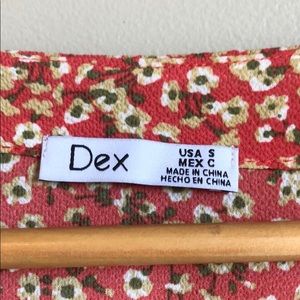 Dex
USA S
MEX C
MADE IN CHINA
HECHO EN CHINA